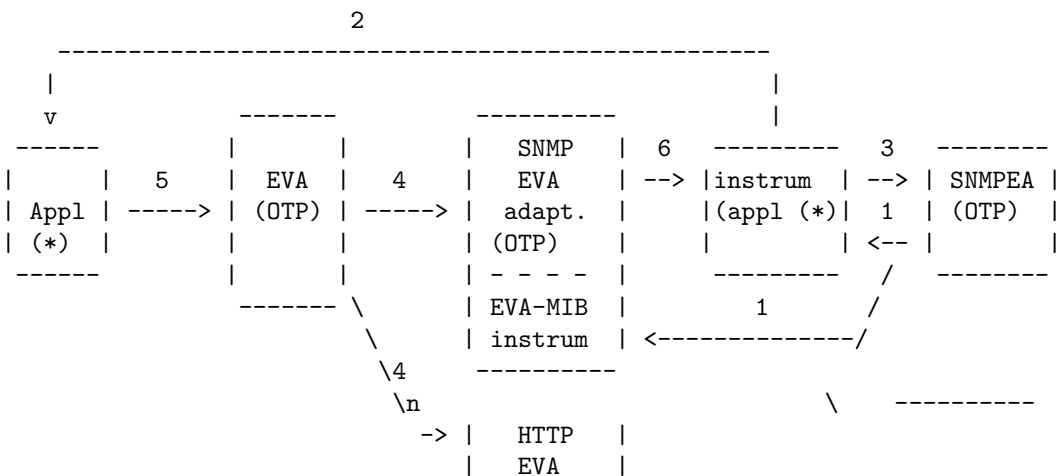 2
v
SNMP 6 3
5 EVA 4 EVA --> |instrum --> SNMPEA
Appl -----> (OTP) -----> adapt. |(appl (*)| 1 (OTP)
(*) (OTP) <--
- - - -
EVA-MIB 1
instrum <--------------/
\4
\n
-> | HTTP |
| EVA |